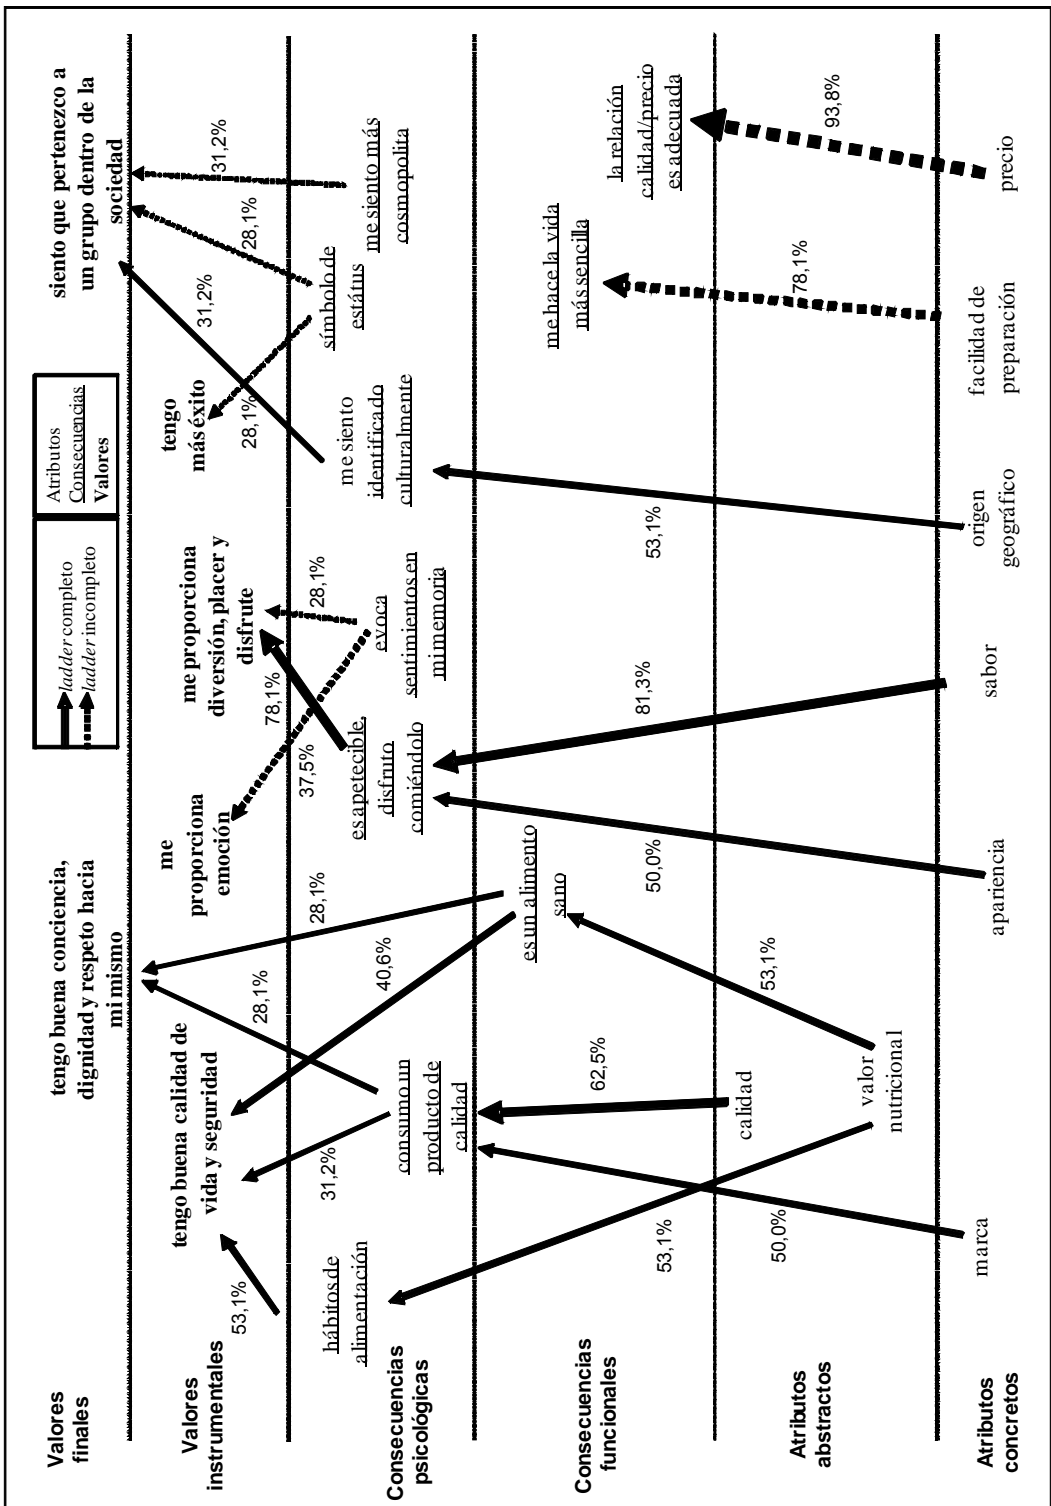 Valores
finales
tengo buena conciencia,
dignidad y respeto hacia
mi mismo
ladder completo
ladder incompleto
Atributos
Consecuencias
Valores
siento que pertenezco a
un grupo dentro de la
sociedad
Valores
instrumentales
tengo buena calidad de
vida y seguridad
me
proporciona
emoción
me proporciona
diversión, placer y
disfrute
tengo
más éxito
53,1%
31,2%
28,1%
40,6%
28,1%
37,5%
78,1%
28,1%
28,1%
31,2%
28,1%
31,2%
Consecuencias
psicológicas
hábitos de
alimentación
consumo un
producto de
calidad
es apetecible,
disfruto
comiéndolo
evoca
sentimientos en
mi memoria
me siento
identificado
culturalmente
símbolo de
estátus
me siento más
cosmopolita
Consecuencias
funcionales
es un alimento
sano
me hace la vida
más sencilla
la relación
calidad/precio
es adecuada
53,1%
62,5%
50,0%
81,3%
53,1%
Atributos
abstractos
50,0%
calidad
53,1%
valor
nutricional
78,1%
93,8%
Atributos
concretos
marca
apariencia
sabor
origen
geográfico
facilidad de
preparación
precio